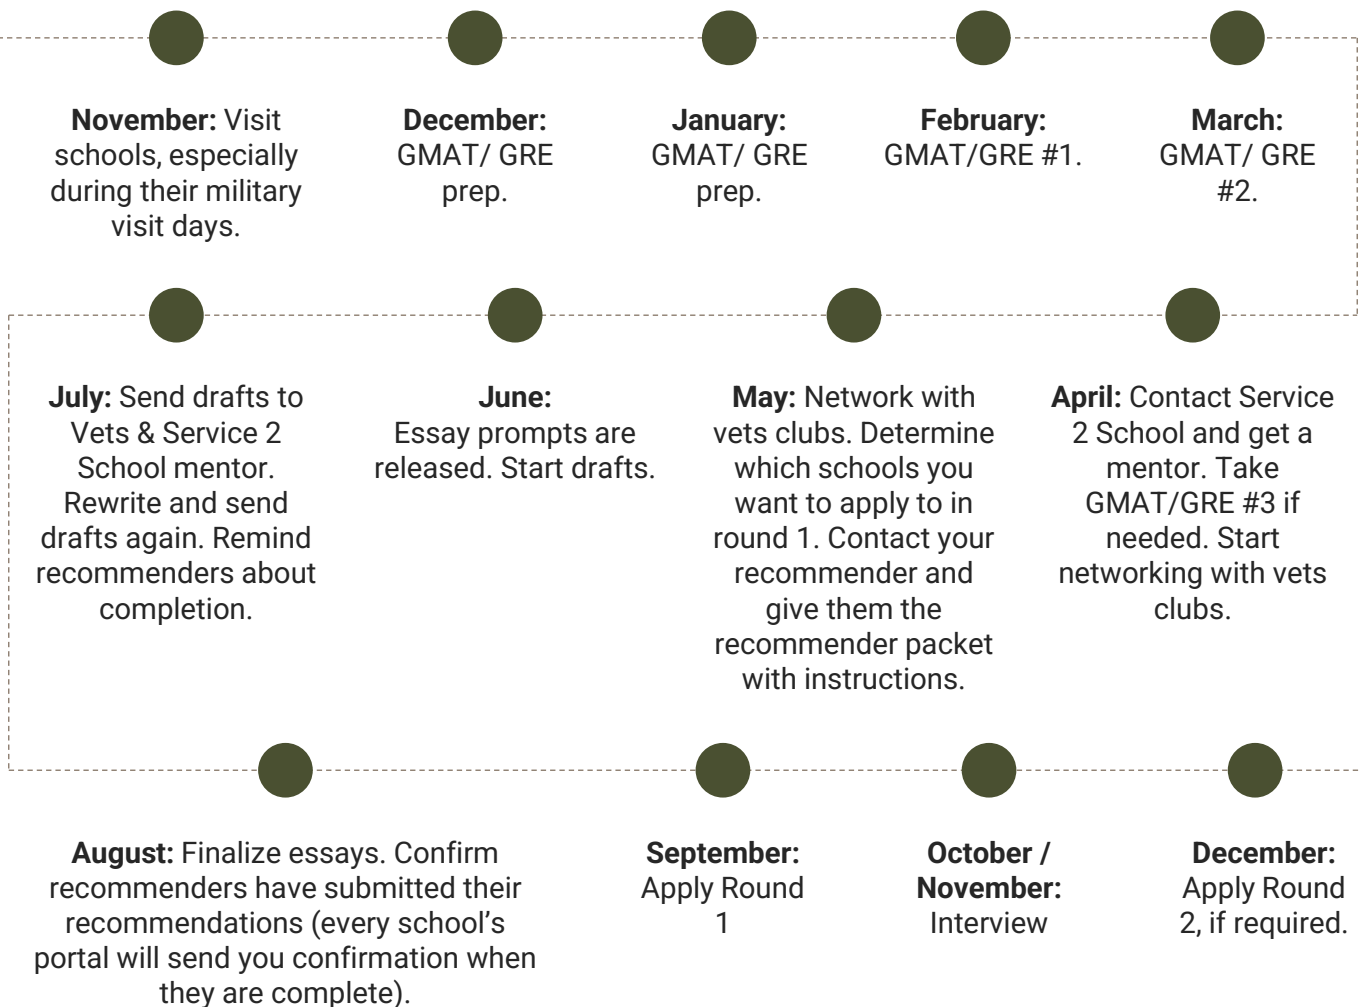 November: Visit
schools, especially
during their military
visit days.
December:
GMAT/ GRE
prep.
January:
GMAT/ GRE
prep.
February:
GMAT/GRE #1.
March:
GMAT/ GRE
#2.
April: Contact Service
2 School and get a
mentor. Take
GMAT/GRE #3 if
needed. Start
networking with vets
clubs.
May: Network with
vets clubs. Determine
which schools you
want to apply to in
round 1. Contact your
recommender and
give them the
recommender packet
with instructions.
June:
Essay prompts are
released. Start drafts.
July: Send drafts to
Vets & Service 2
School mentor.
Rewrite and send
drafts again. Remind
recommenders about
completion.
August: Finalize essays. Confirm
recommenders have submitted their
recommendations (every school’s
portal will send you confirmation when
they are complete).
September:
Apply Round
1
October /
November:
Interview
December:
Apply Round
2, if required.